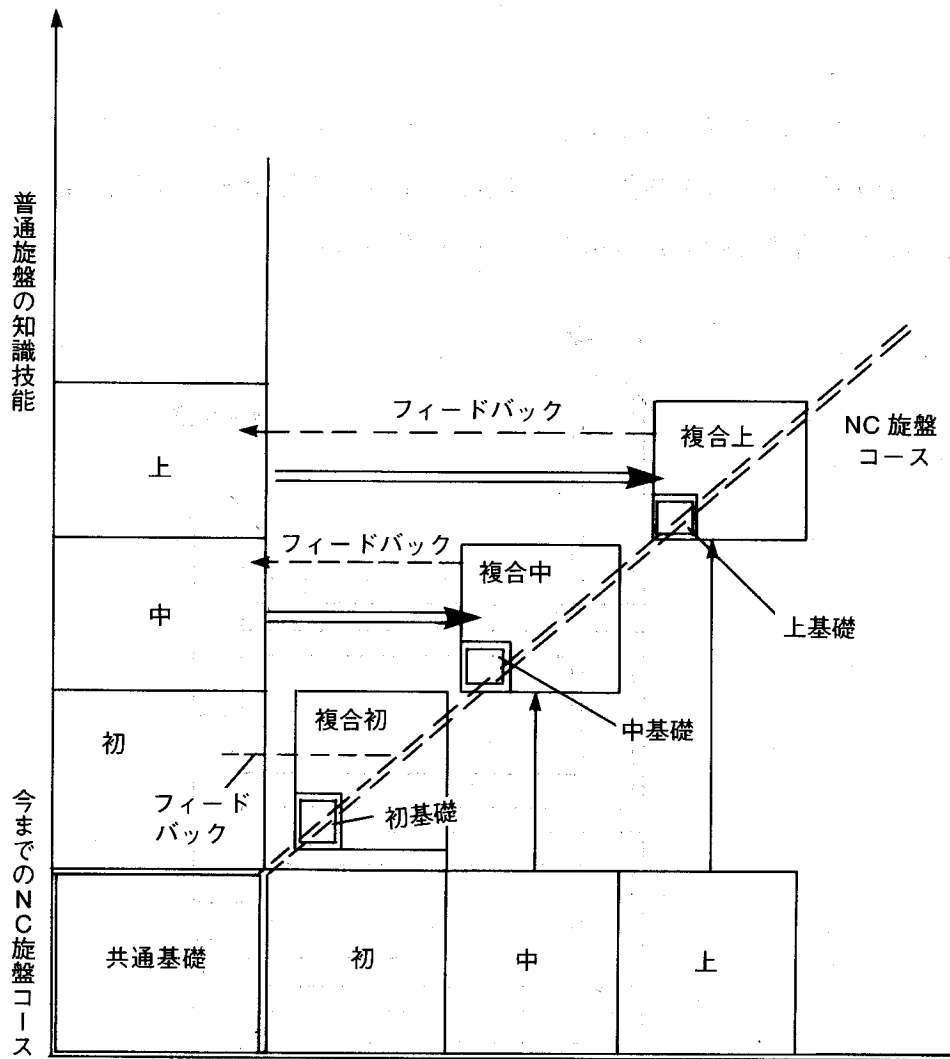 普通旋盤の知識技能
今までのNC旋盤コース
フィードバック
上
複合上
NC 旋盤
コース
フィードバック
中
複合中
上基礎
初
複合初
中基礎
フィード
バック
初基礎
共通基礎
初
中
上